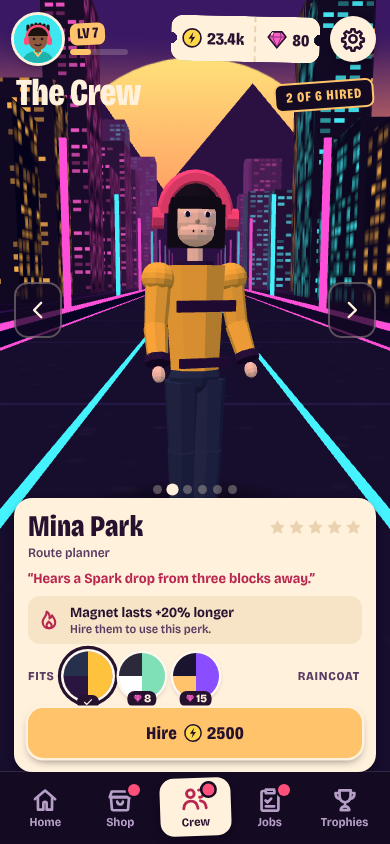 LV 7
23.4k
80
The Crew
2 OF 6 HIRED
Mina Park
Route planner
“Hears a Spark drop from three blocks away.”
Magnet lasts +20% longer
Hire them to use this perk.
FITS
8
15
RAINCOAT
Hire 2500
Home
Shop
Crew
Jobs
Trophies